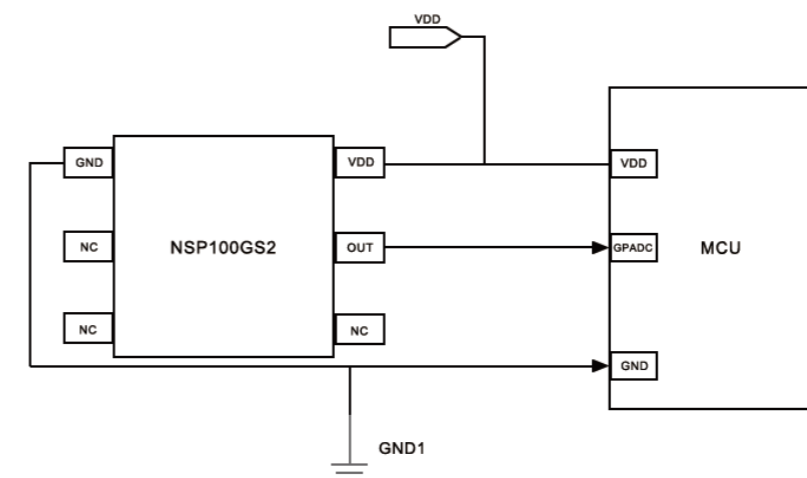 VDD
GND
VDD
VDD
NC
NSP100GS2
OUT
GPADC
MCU
NC
NC
GND
GND1